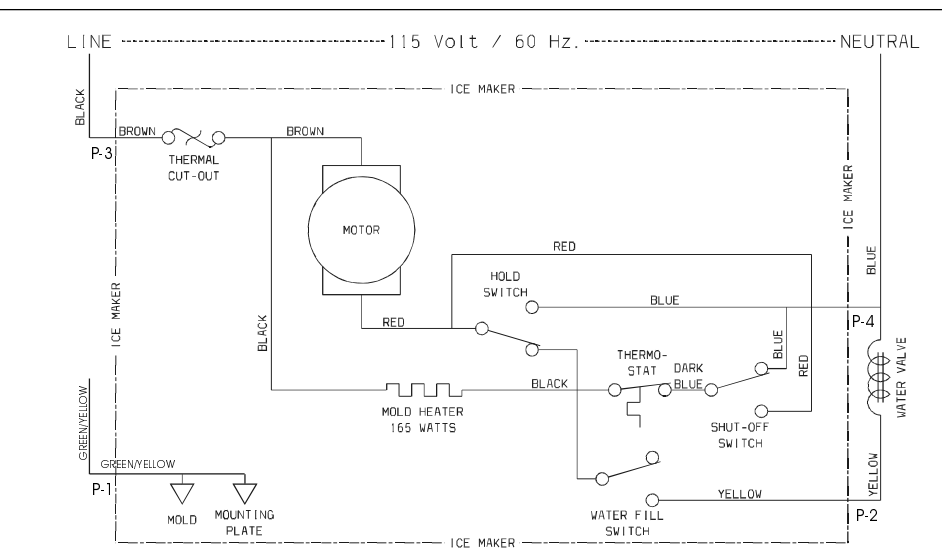 LINE 115 Volt / 60 Hz. NEUTRAL
ICE MAKER
BLACK
BROWN
BROWN
P-3
THERMAL
CUT-OUT
MOTOR
ICE MAKER
BLUE
RED
HOLD
SWITCH
BLUE
RED
P-4
ICE MAKER
BLACK
BLUE
RED
WATER VALVE
THERMO-
STAT
DARK
BLUE
BLACK
MOLD HEATER
165 WATTS
SHUT-OFF
SWITCH
GREEN/YELLOW
GREEN/YELLOW
P-1
MOLD
MOUNTING
PLATE
YELLOW
YELLOW
P-2
WATER FILL
SWITCH
ICE MAKER